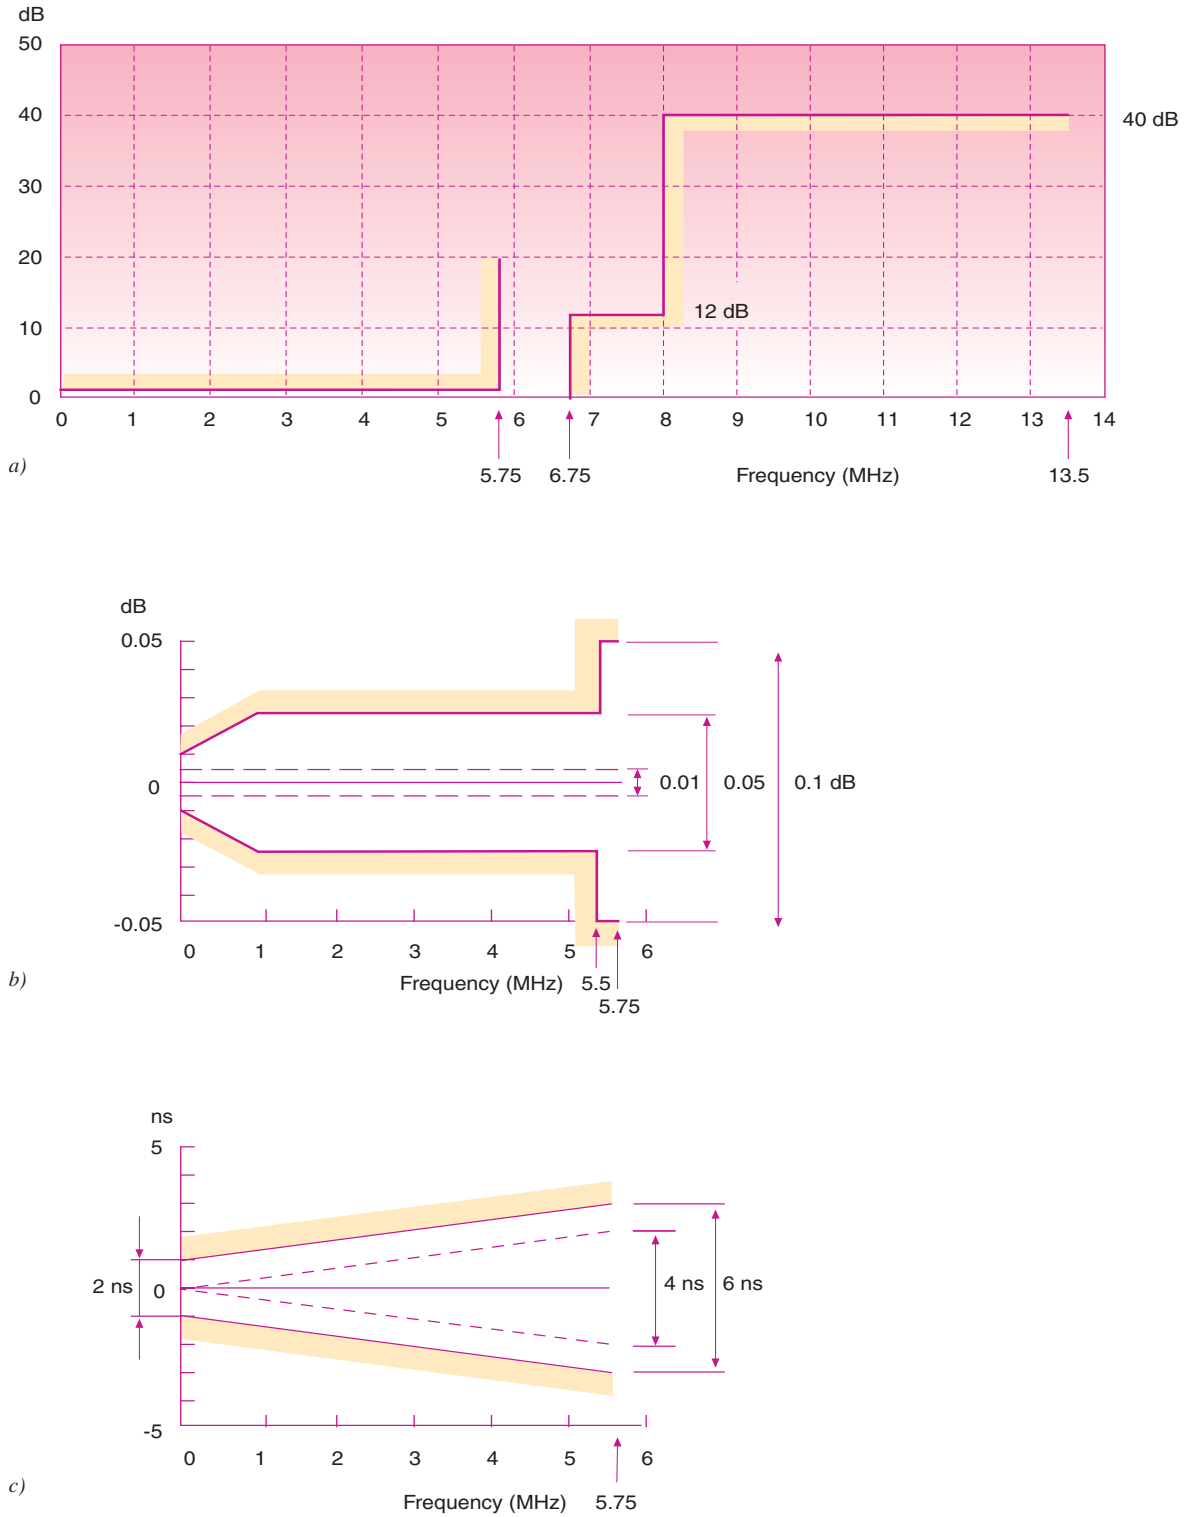 dB
50
40
40 dB
30
20
12 dB
10
0
0 1 2 3 4 5 6 7 8 9 10 11 12 13 14
a)
5.75 6.75 Frequency (MHz) 13.5
dB
0.05
0 0.01 0.05 0.1 dB
-0.05
0 1 2 3 4 5 6
b)
Frequency (MHz) 5.5
5.75
ns
5
2 ns 0 4 ns 6 ns
-5
0 1 2 3 4 5 6
c)
Frequency (MHz) 5.75